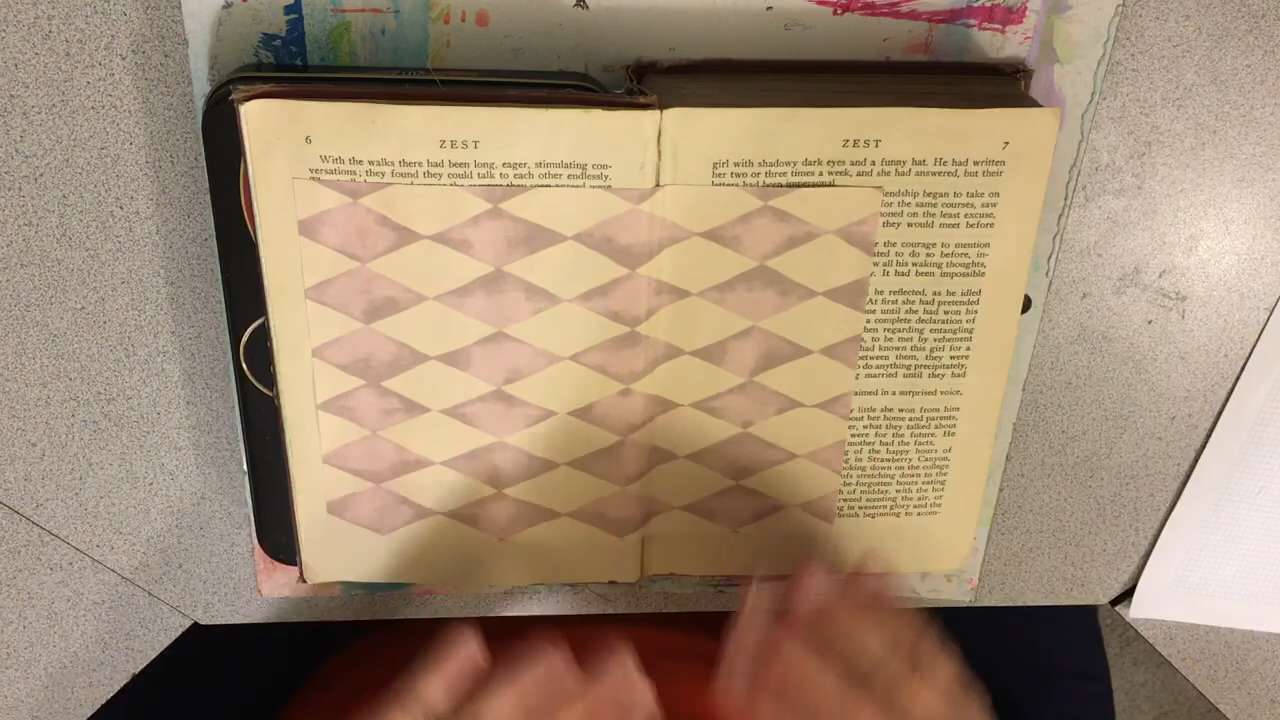 6
ZEST
With the walks there had been long, eager, stimulating con-
versations; they found they could talk to each other endlessly.
ZEST
7
girl with shadowy dark eyes and a funny hat. He had written
her two or three times a week, and she had answered, but their
letters had been impersonal.
iendship began to take on
for the same courses, saw
oned on the least excuse,
they would meet before
r the courage to mention
ated to do so before, in-
w all his waking thoughts,
y. It had been impossible
he reflected, as he idled
At first she had pretended
one until she had won his
a complete declaration of
hen regarding entangling
s, to be met by vehement
had known this girl for a
between them, they were
do anything precipitately,
g married until they had
aimed in a surprised voice,
y little she won from him
out her home and parents,
er, what they talked about
were for the future. He
mother had the facts,
g of the happy hours of
ng in Strawberry Canyon,
ooking down on the college
ofs stretching down to the
-be-forgotten hours eating
h of midday, with the hot
rweed scenting the air, or
ng in western glory and the
brush beginning to accen-